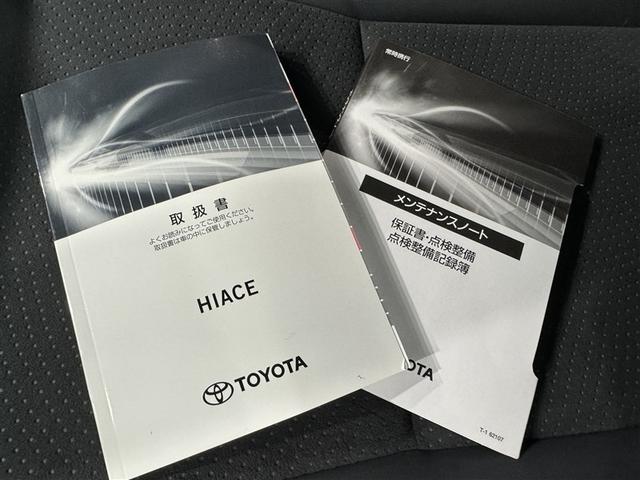 取扱書
よくお読みになってご使用ください。
取扱書は車の中に保管しましょう。
HIACE
TOYOTA
常時携行
メンテナンスノート
保証書・点検整備
点検整備記録簿
OTA
T-1 62107